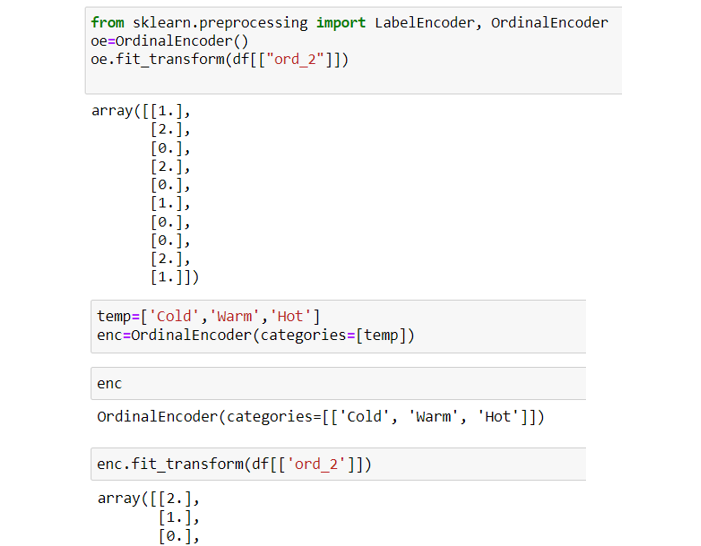 from sklearn.preprocessing import LabelEncoder, OrdinalEncoder
oe=OrdinalEncoder()
oe.fit_transform(df[["ord_2"]])
array([[1.],
[2.],
[0.],
[2.],
[0.],
[1.],
[0.],
[0.],
[2.],
[1.]])
temp=['Cold','Warm','Hot']
enc=OrdinalEncoder(categories=[temp])
enc
OrdinalEncoder(categories=[['Cold', 'Warm', 'Hot']])
enc.fit_transform(df[['ord_2']])
array([[2.],
[1.],
[0.],